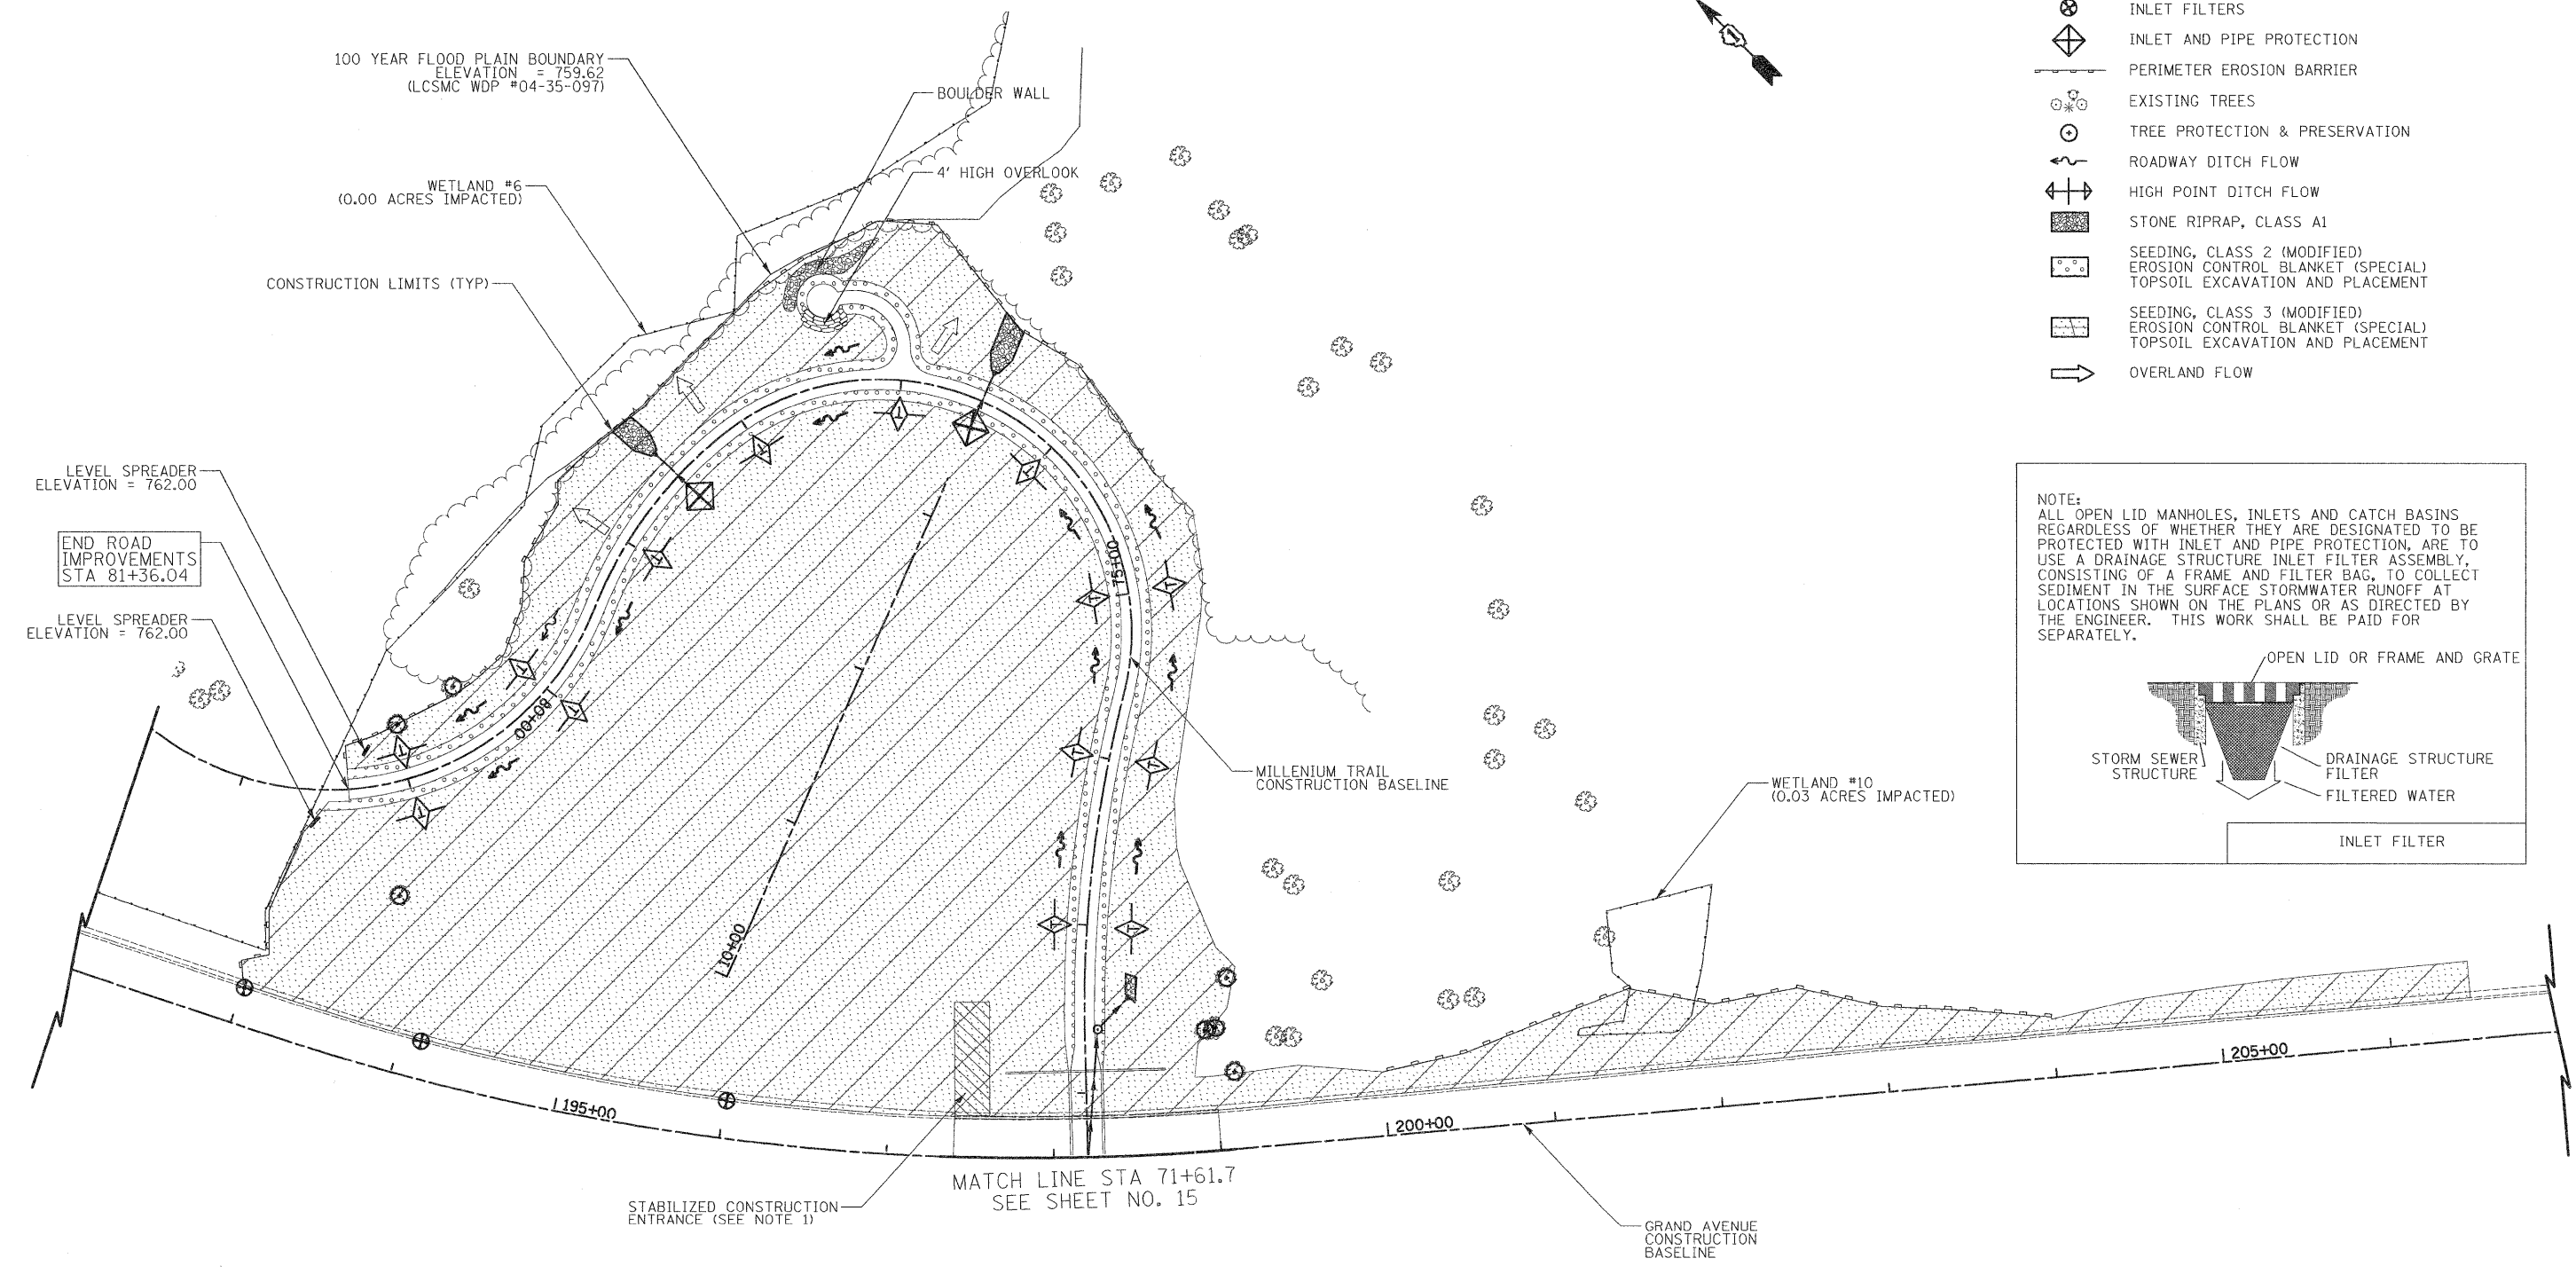 INLET FILTERS
INLET AND PIPE PROTECTION
PERIMETER EROSION BARRIER
EXISTING TREES
TREE PROTECTION & PRESERVATION
ROADWAY DITCH FLOW
HIGH POINT DITCH FLOW
STONE RIPRAP, CLASS A1
SEEDING, CLASS 2 (MODIFIED)
EROSION CONTROL BLANKET (SPECIAL)
TOPSOIL EXCAVATION AND PLACEMENT
SEEDING, CLASS 3 (MODIFIED)
EROSION CONTROL BLANKET (SPECIAL)
TOPSOIL EXCAVATION AND PLACEMENT
OVERLAND FLOW
100 YEAR FLOOD PLAIN BOUNDARY
ELEVATION = 759.62
(LCSMC WDP #04-35-097)
BOULDER WALL
4' HIGH OVERLOOK
WETLAND #6
(0.00 ACRES IMPACTED)
CONSTRUCTION LIMITS (TYP)
LEVEL SPREADER
ELEVATION = 762.00
END ROAD
IMPROVEMENTS
STA 81+36.04
LEVEL SPREADER
ELEVATION = 762.00
75+00
80+00
10+00
MILLENIUM TRAIL
CONSTRUCTION BASELINE
WETLAND #10
(0.03 ACRES IMPACTED)
NOTE:
ALL OPEN LID MANHOLES, INLETS AND CATCH BASINS
REGARDLESS OF WHETHER THEY ARE DESIGNATED TO BE
PROTECTED WITH INLET AND PIPE PROTECTION, ARE TO
USE A DRAINAGE STRUCTURE INLET FILTER ASSEMBLY,
CONSISTING OF A FRAME AND FILTER BAG, TO COLLECT
SEDIMENT IN THE SURFACE STORMWATER RUNOFF AT
LOCATIONS SHOWN ON THE PLANS OR AS DIRECTED BY
THE ENGINEER. THIS WORK SHALL BE PAID FOR
SEPARATELY.
OPEN LID OR FRAME AND GRATE
STORM SEWER
STRUCTURE
DRAINAGE STRUCTURE
FILTER
FILTERED WATER
INLET FILTER
195+00
200+00
205+00
MATCH LINE STA 71+61.7
SEE SHEET NO. 15
STABILIZED CONSTRUCTION
ENTRANCE (SEE NOTE 1)
GRAND AVENUE
CONSTRUCTION
BASELINE